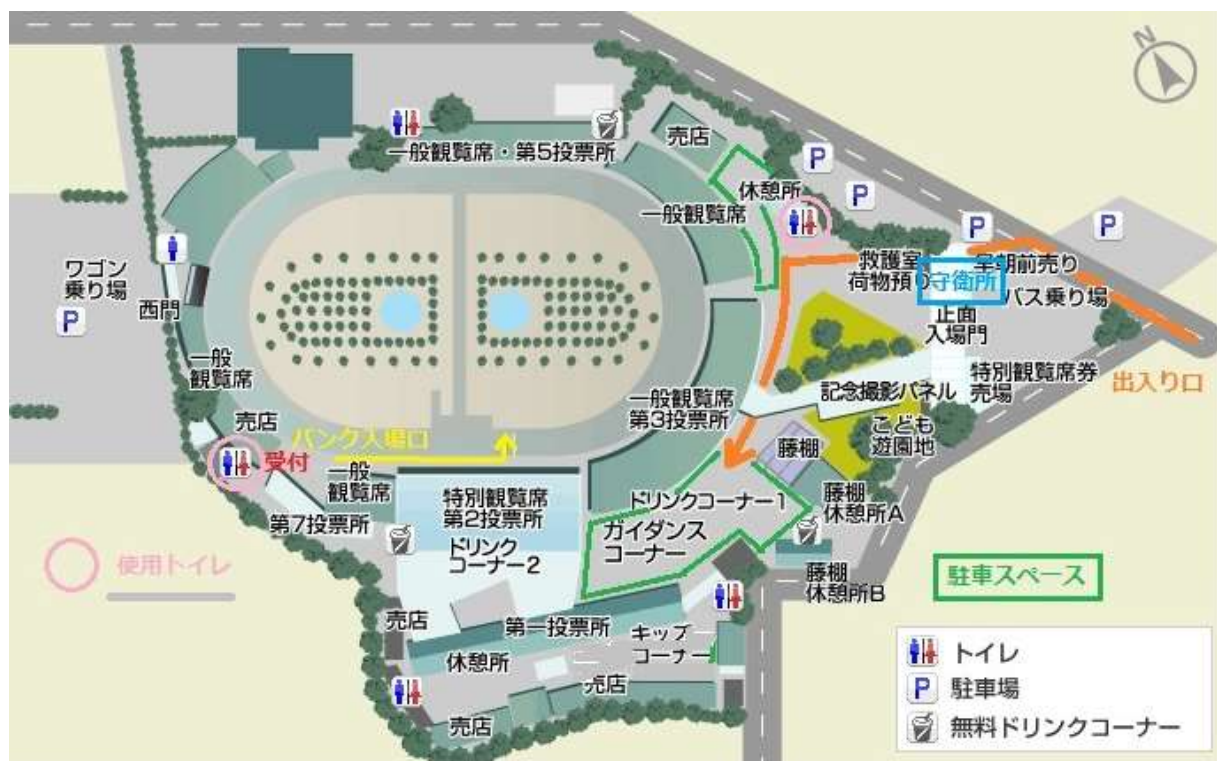 N
売店
一般観覧席・第5投票所
休憩所
一般観覧席
P
P
P
P
救護室
荷物預り
守衛所
早朝前売り
バス乗り場
正面
入場門
ワゴン
乗り場
P
西門
一般
観覧席
売店
受付
バンク入場口
一般観覧席
第3投票所
記念撮影パネル
特別観覧席券
売場
出入り口
こども
遊園地
藤棚
一般
観覧席
第7投票所
特別観覧席
第2投票所
ドリンク
コーナー2
ドリンクコーナー1
ガイダンス
コーナー
藤棚
休憩所A
藤棚
休憩所B
使用トイレ
駐車スペース
売店
第一投票所
休憩所
キップ
コーナー
売店
売店
トイレ
P 駐車場
無料ドリンクコーナー